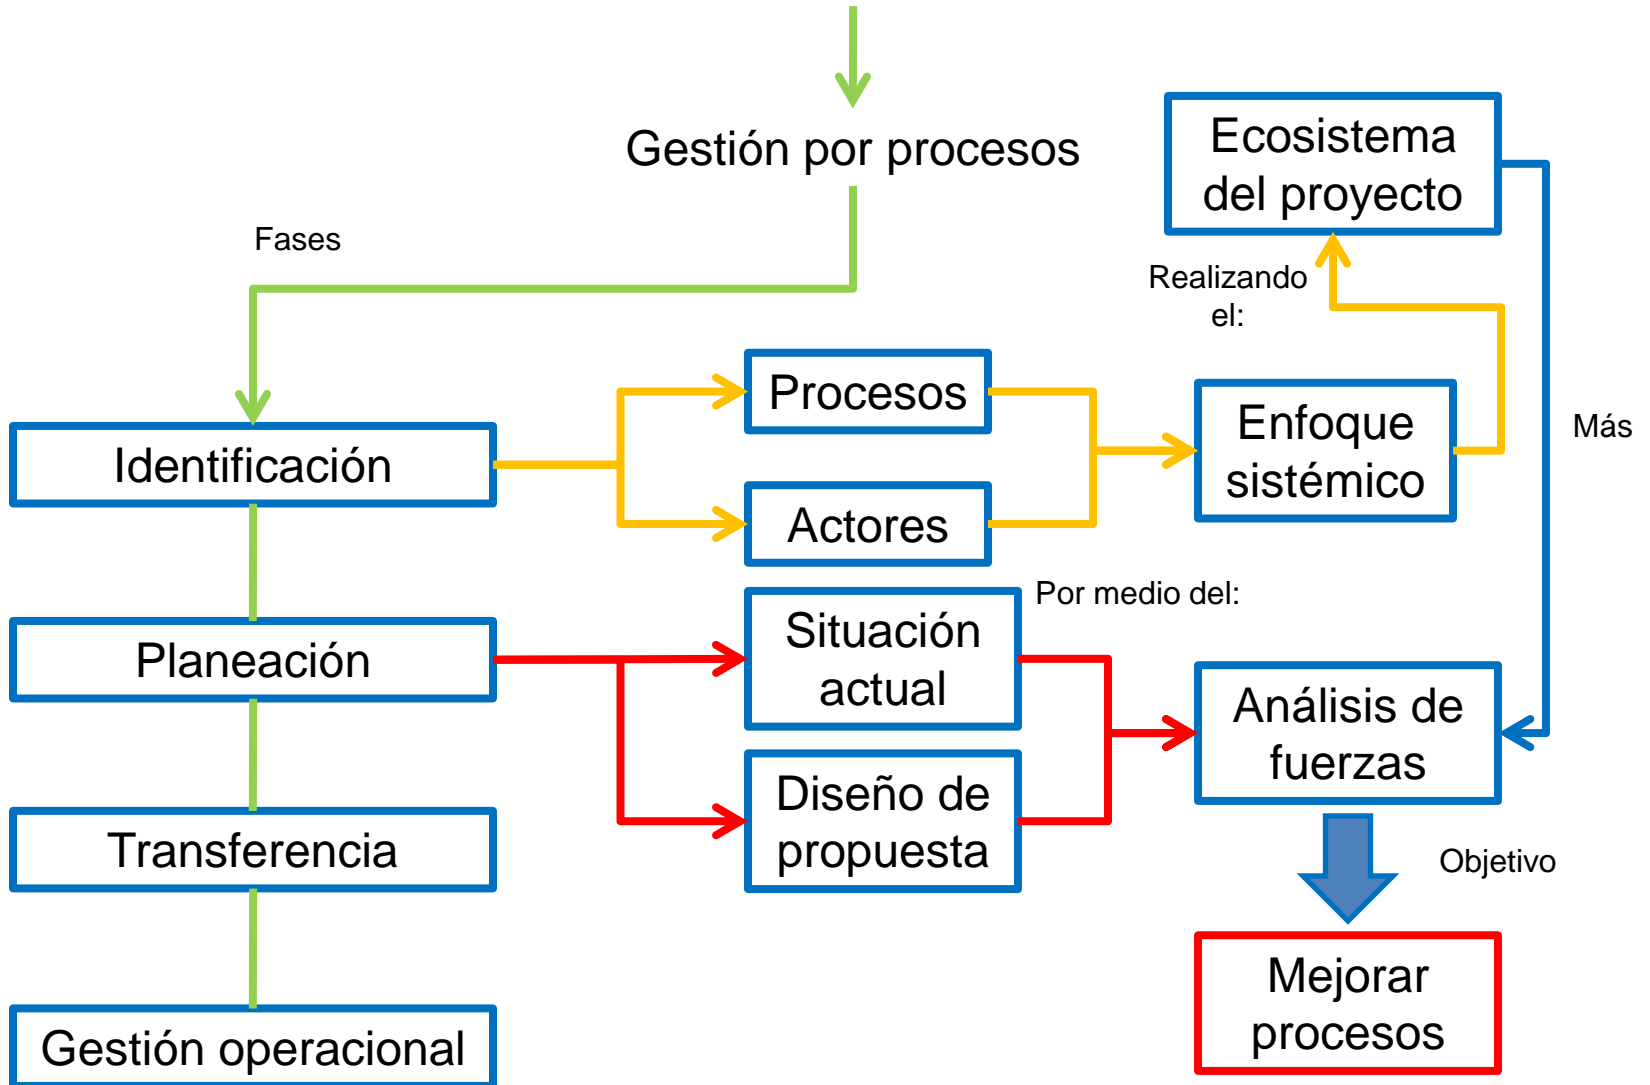 Gestión por procesos
Ecosistema
del proyecto
Fases
Realizando
el:
Procesos
Enfoque
sistémico
Más
Identificación
Actores
Por medio del:
Situación
actual
Planeación
Análisis de
fuerzas
Diseño de
propuesta
Transferencia
Objetivo
Mejorar
procesos
Gestión operacional